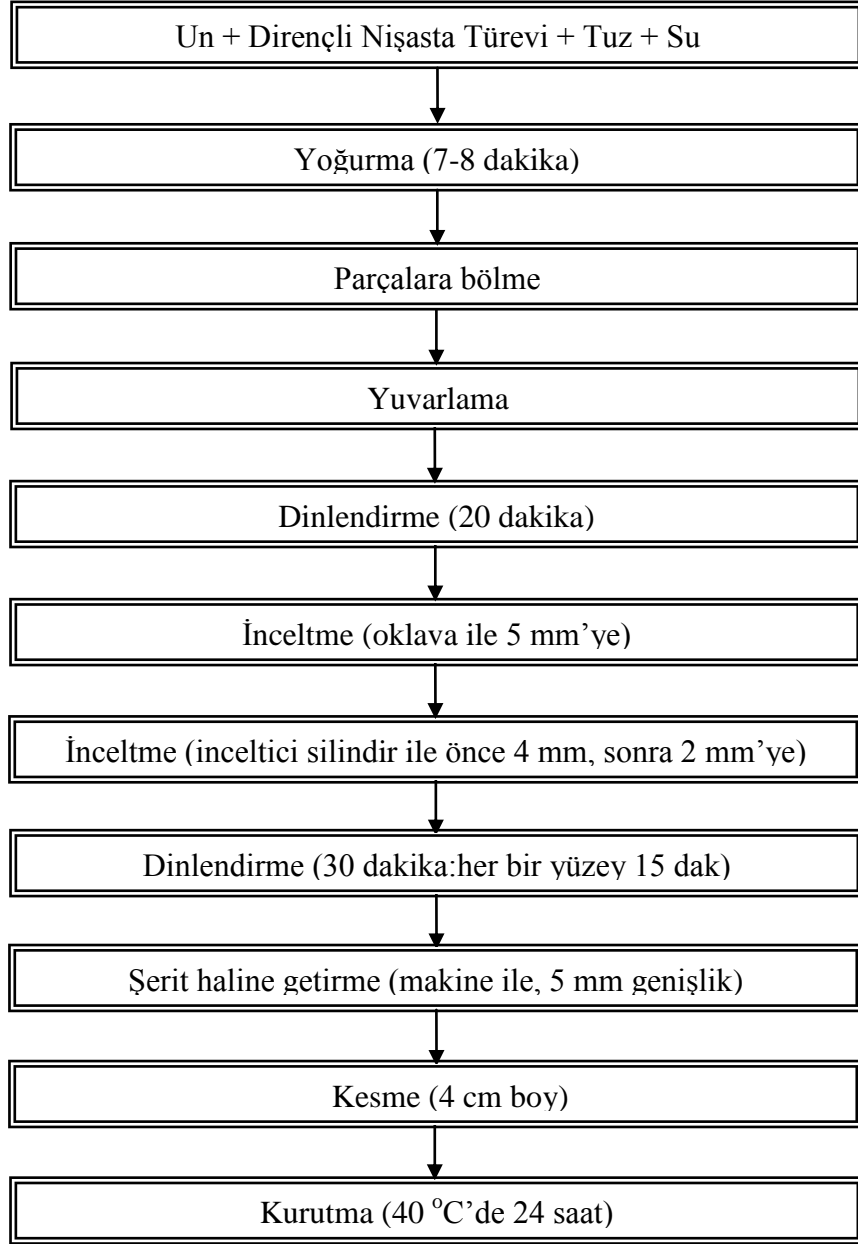 Un + Dirençli Nişasta Türevi + Tuz + Su
Yoğurma (7-8 dakika)
Parçalara bölme
Yuvarlama
Dinlendirme (20 dakika)
İnceltme (oklava ile 5 mm’ye)
İnceltme (inceltici silindir ile önce 4 mm, sonra 2 mm’ye)
Dinlendirme (30 dakika:her bir yüzey 15 dak)
Şerit haline getirme (makine ile, 5 mm genişlik)
Kesme (4 cm boy)
Kurutma (40 °C’de 24 saat)